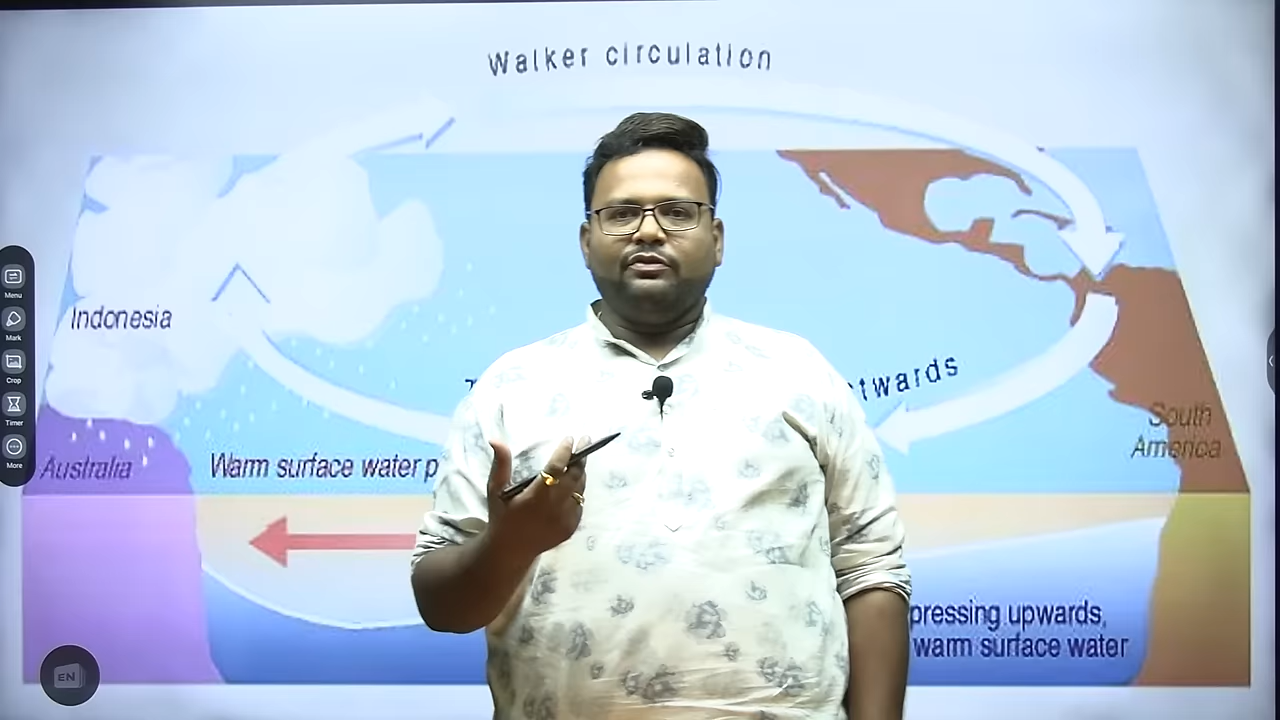 Walker circulation
Indonesia
twards
South
America
Australia
Warm surface water p
pressing upwards,
warm surface water
Menu
Mark
Crop
Timer
More
EN